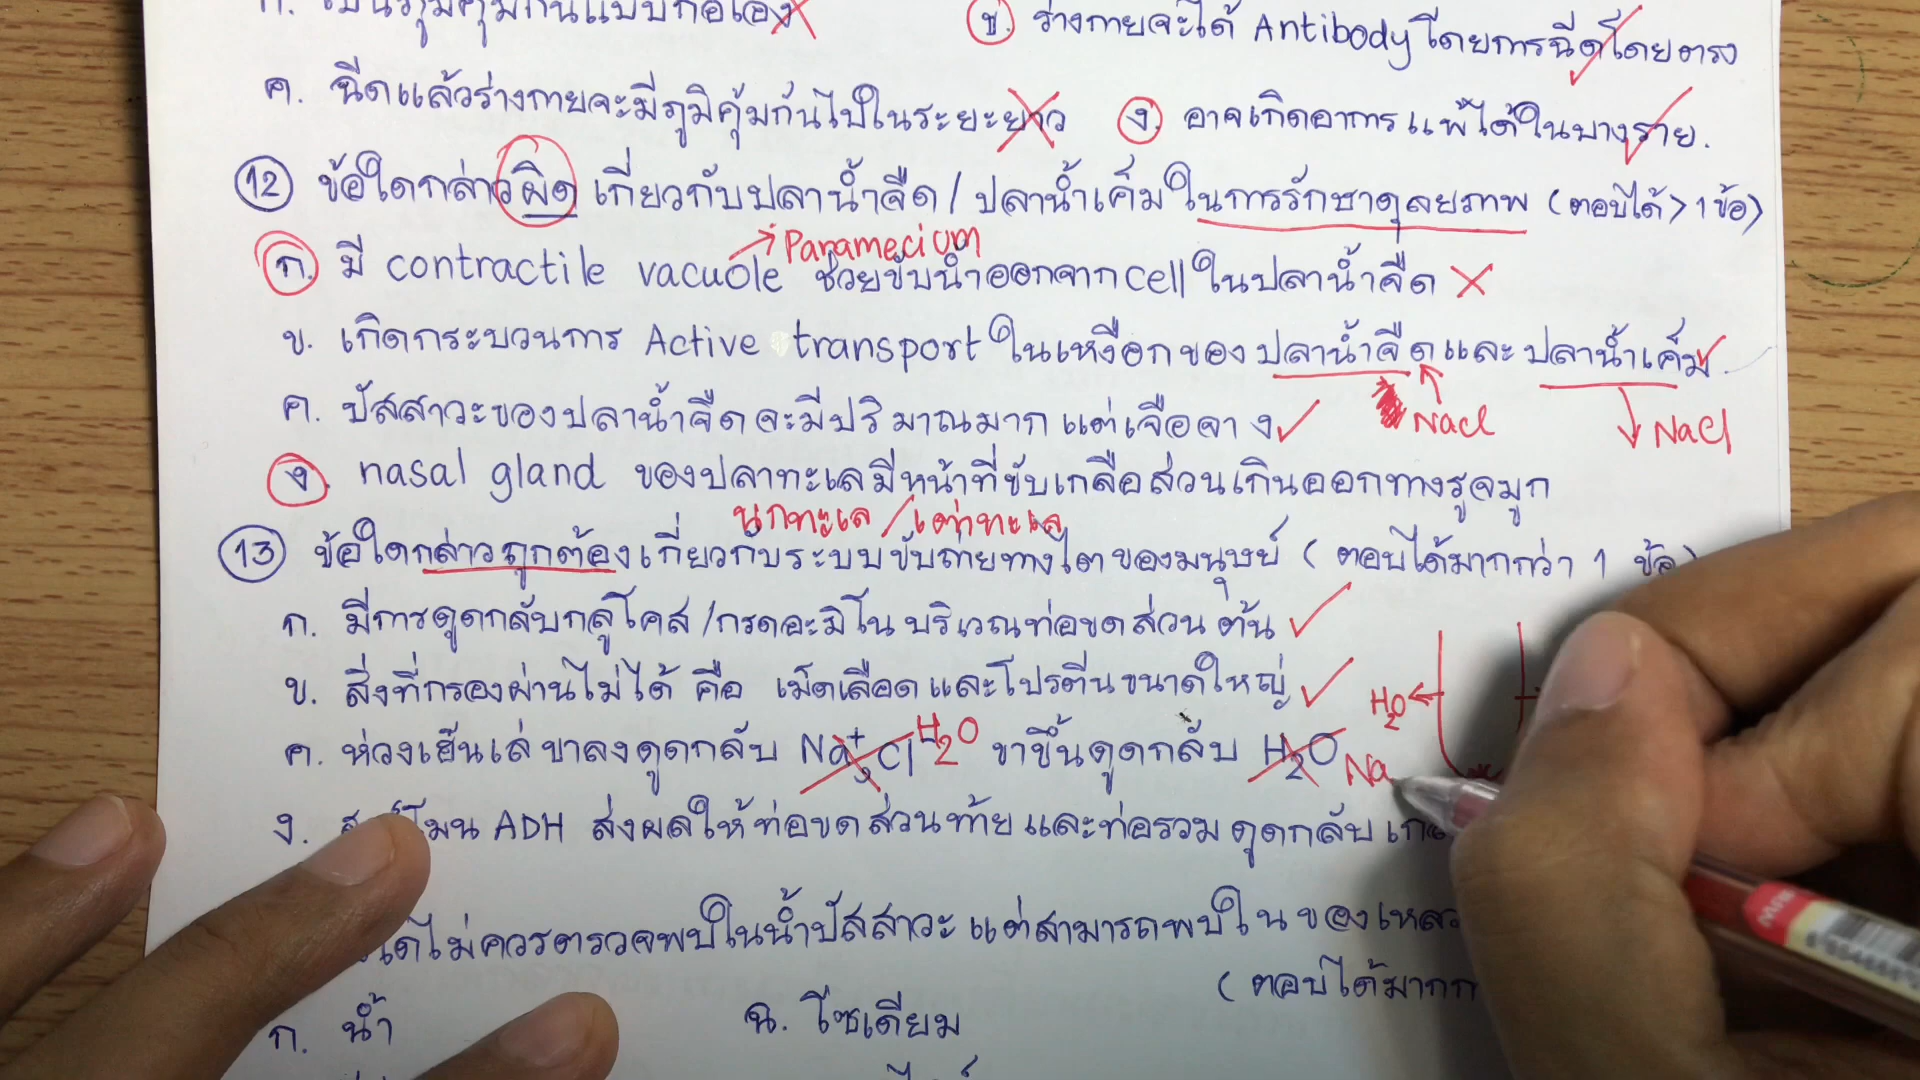 ข. ร่างกายจะได้ Antibody โดยการฉีดโดยตรง
ค. ฉีดแล้วร่างกายจะมีภูมิคุ้มกันไปในระยะยาว ง. อาจเกิดอาการแพ้ได้ในบางราย.
12 ข้อใดกล่าวผิด เกี่ยวกับปลาน้ำจืด / ปลาน้ำเค็ม ในการรักษาดุลยภาพ (ตอบได้ > 1 ข้อ)
Paramecium
ก. มี contractile vacuole ช่วยขับน้ำออกจาก cell ในปลาน้ำจืด
ข. เกิดกระบวนการ Active transport ในเหงือกของ ปลาน้ำจืด และ ปลาน้ำเค็ม.
ค. ปัสสาวะของปลาน้ำจืดจะมีปริมาณมาก แต่เจือจาง NaCl NaCl
ง. nasal gland ของปลาทะเลมีหน้าที่ขับเกลือส่วนเกินออกทางรูจมูก
นกทะเล / เต่าทะเล
13 ข้อใดกล่าวถูกต้องเกี่ยวกับระบบขับถ่ายทางไตของมนุษย์ ( ตอบได้มากกว่า 1 ข้อ)
ก. มีการดูดกลับกลูโคส /กรดอะมิโน บริเวณท่อขดส่วน ต้น
ข. สิ่งที่กรองผ่านไม่ได้ คือ เม็ดเลือดและโปรตีนขนาดใหญ่ H2O
ค. ห่วงเฮนเล่ ขาลงดูดกลับ Na+, Cl- H2O ขาขึ้นดูดกลับ H2O Na
ง. ADH ส่งผลให้ท่อขดส่วนท้ายและท่อรวม ดูดกลับ
ไม่ควรตรวจพบในน้ำปัสสาวะ แต่สามารถพบใน ของเหลว
( ตอบได้มาก
ก. น้ำ ฉ. โซเดียม